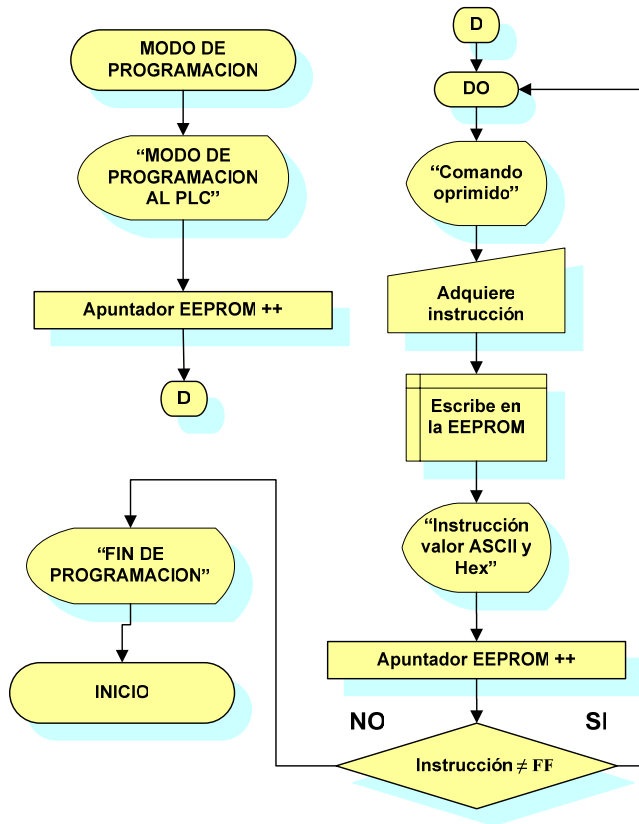 MODO DE
PROGRAMACION
“MODO DE
PROGRAMACION
AL PLC”
Apuntador EEPROM ++
D
D
DO
“Comando
oprimido”
Adquiere
instrucción
Escribe en
la EEPROM
“Instrucción
valor ASCII y
Hex”
Apuntador EEPROM ++
NO
SI
Instrucción ≠ FF
“FIN DE
PROGRAMACION”
INICIO